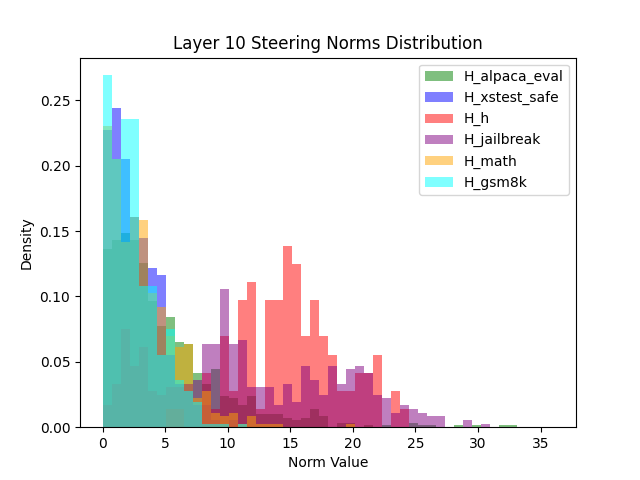 Layer 10 Steering Norms Distribution
H_alpaca_eval
H_xstest_safe
H_h
H_jailbreak
H_math
H_gsm8k
Density
0.25
0.20
0.15
0.10
0.05
0.00
0 5 10 15 20 25 30 35
Norm Value